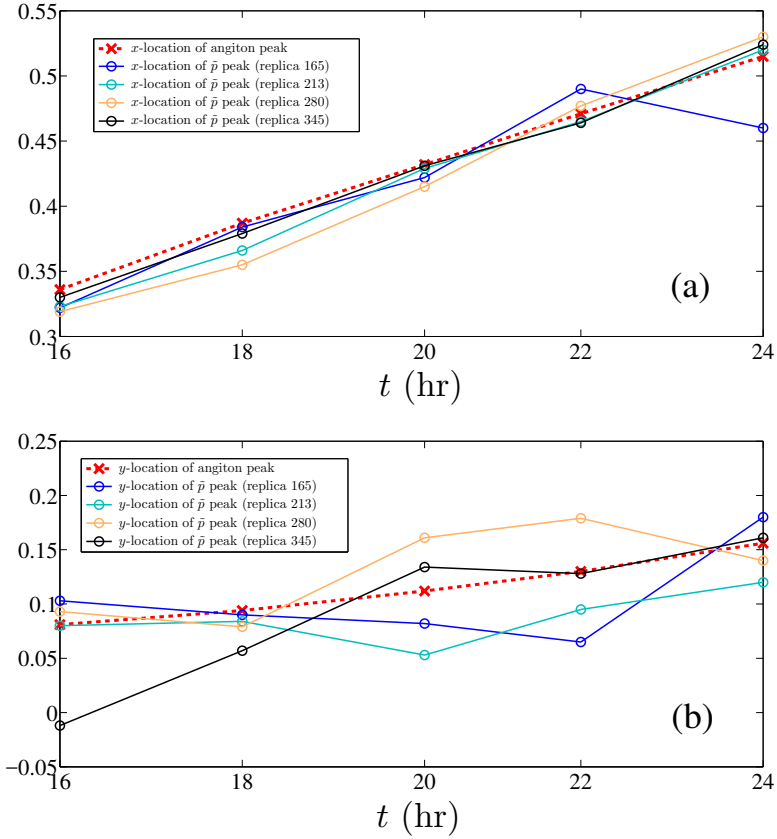 0.55
0.5
0.45
0.4
0.35
0.3
x-location of angiton peak
x-location of p̃ peak (replica 165)
x-location of p̃ peak (replica 213)
x-location of p̃ peak (replica 280)
x-location of p̃ peak (replica 345)
(a)
16 18 20 22 24
t (hr)
0.25
0.2
0.15
0.1
0.05
0
−0.05
y-location of angiton peak
y-location of p̃ peak (replica 165)
y-location of p̃ peak (replica 213)
y-location of p̃ peak (replica 280)
y-location of p̃ peak (replica 345)
(b)
16 18 20 22 24
t (hr)